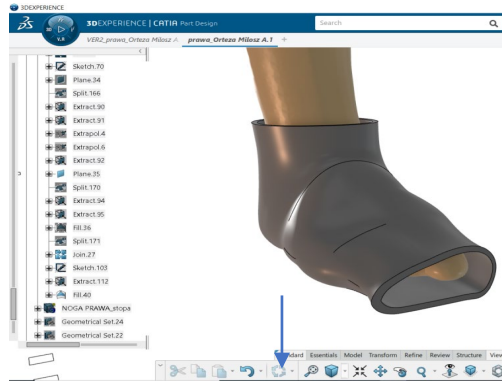 3DEXPERIENCE
3DEXPERIENCE | CATIA Part Design
Search
V.R
VER2_prawa_Orteza Milosz A
prawa_Orteza Milosz A.1
Sketch.70
Plane.34
Split.166
Extract.90
Extract.91
Extrapol.4
Extrapol.6
Extract.92
Plane.35
Split.170
Extract.94
Extract.95
Fill.36
Split.171
Join.27
Sketch.103
Extract.112
Fill.40
NOGA PRAWA_stopa
Geometrical Set.24
Geometrical Set.22
Standard Essentials Model Transform Refine Review Structure View